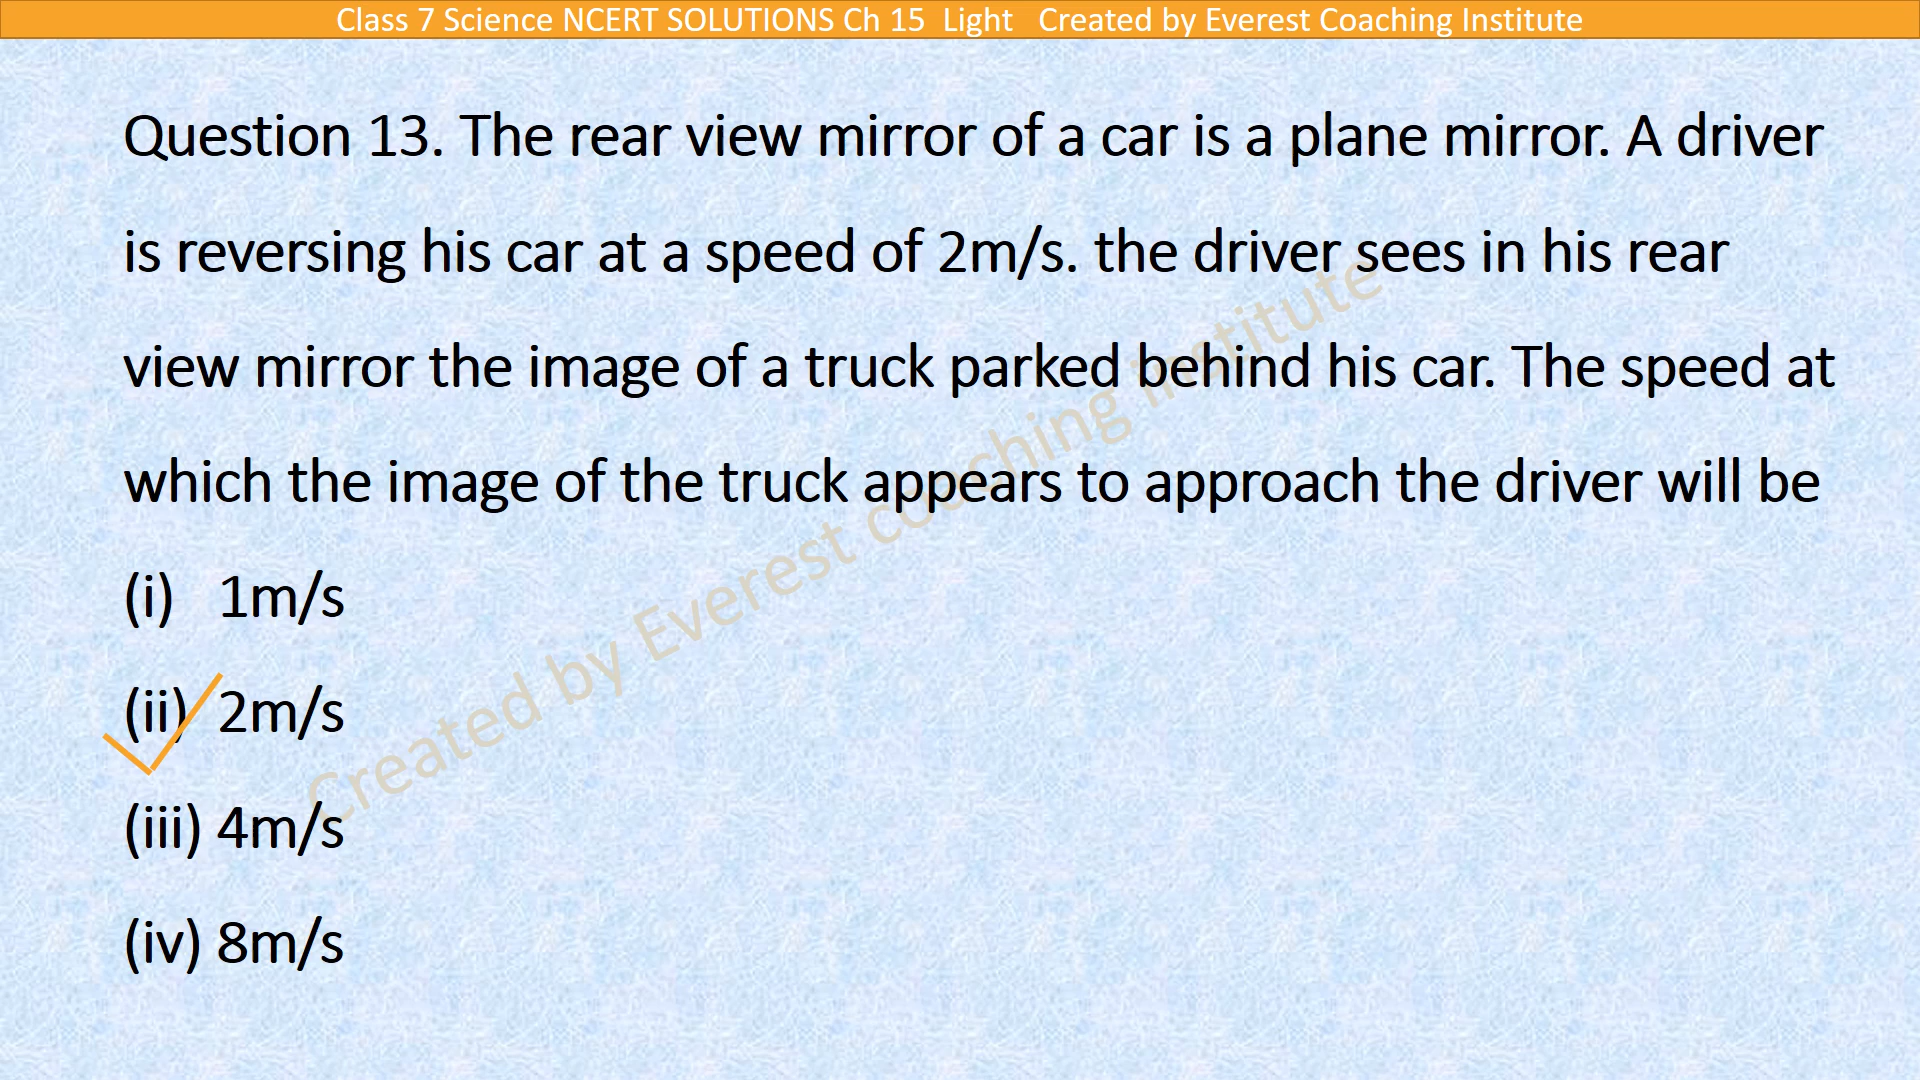 Class 7 Science NCERT SOLUTIONS Ch 15  Light   Created by Everest Coaching Institute
Question 13. The rear view mirror of a car is a plane mirror. A driver
is reversing his car at a speed of 2m/s. the driver sees in his rear
view mirror the image of a truck parked behind his car. The speed at
which the image of the truck appears to approach the driver will be
(i) 1m/s
(ii) 2m/s
(iii) 4m/s
(iv) 8m/s
Created by Everest coaching institute